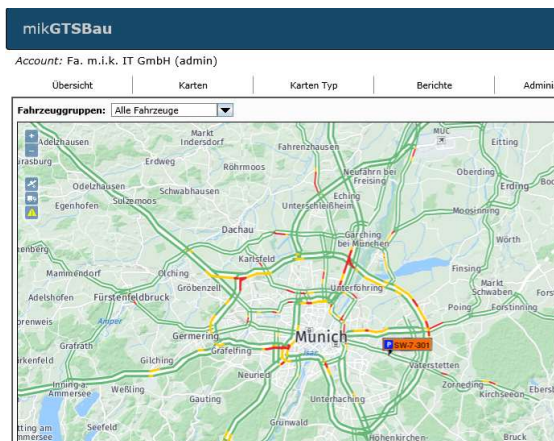 mikGTSBau
Account: Fa. m.i.k. IT GmbH (admin)
Übersicht Karten Karten Typ Berichte Admini
Fahrzeuggruppen: Alle Fahrzeuge
Adelzhausen
Markt
Indersdorf
Fahrenzhausen
MUC
Eitting
Erdweg
Röhrmoos
Neufahrn bei
Freising
Oberding
Erding
Odelzhausen
Schwabhausen
Eching
Unterschleißheim
Egenhofen
Sulzemoos
Moosinning
Dachau
Garching
bei München
Wörth
Karlsfeld
Mammendorf
Olching
Finsing
Gröbenzell
Unterföhring
Markt
Schwaben
Adelshofen
Fürstenfeldbruck
Poing
Forstinning
Amper
Germering
Munich
Isar
P SW-7-301
Grafrath
Gräfelfing
Gilching
Vaterstetten
Neuried
Inning a.
Ammersee
Weßling
Zorneding
Kirchseeon
Gauting
Unterhaching
Seefeld
Grünwald
Höhenkirchen
Bruck